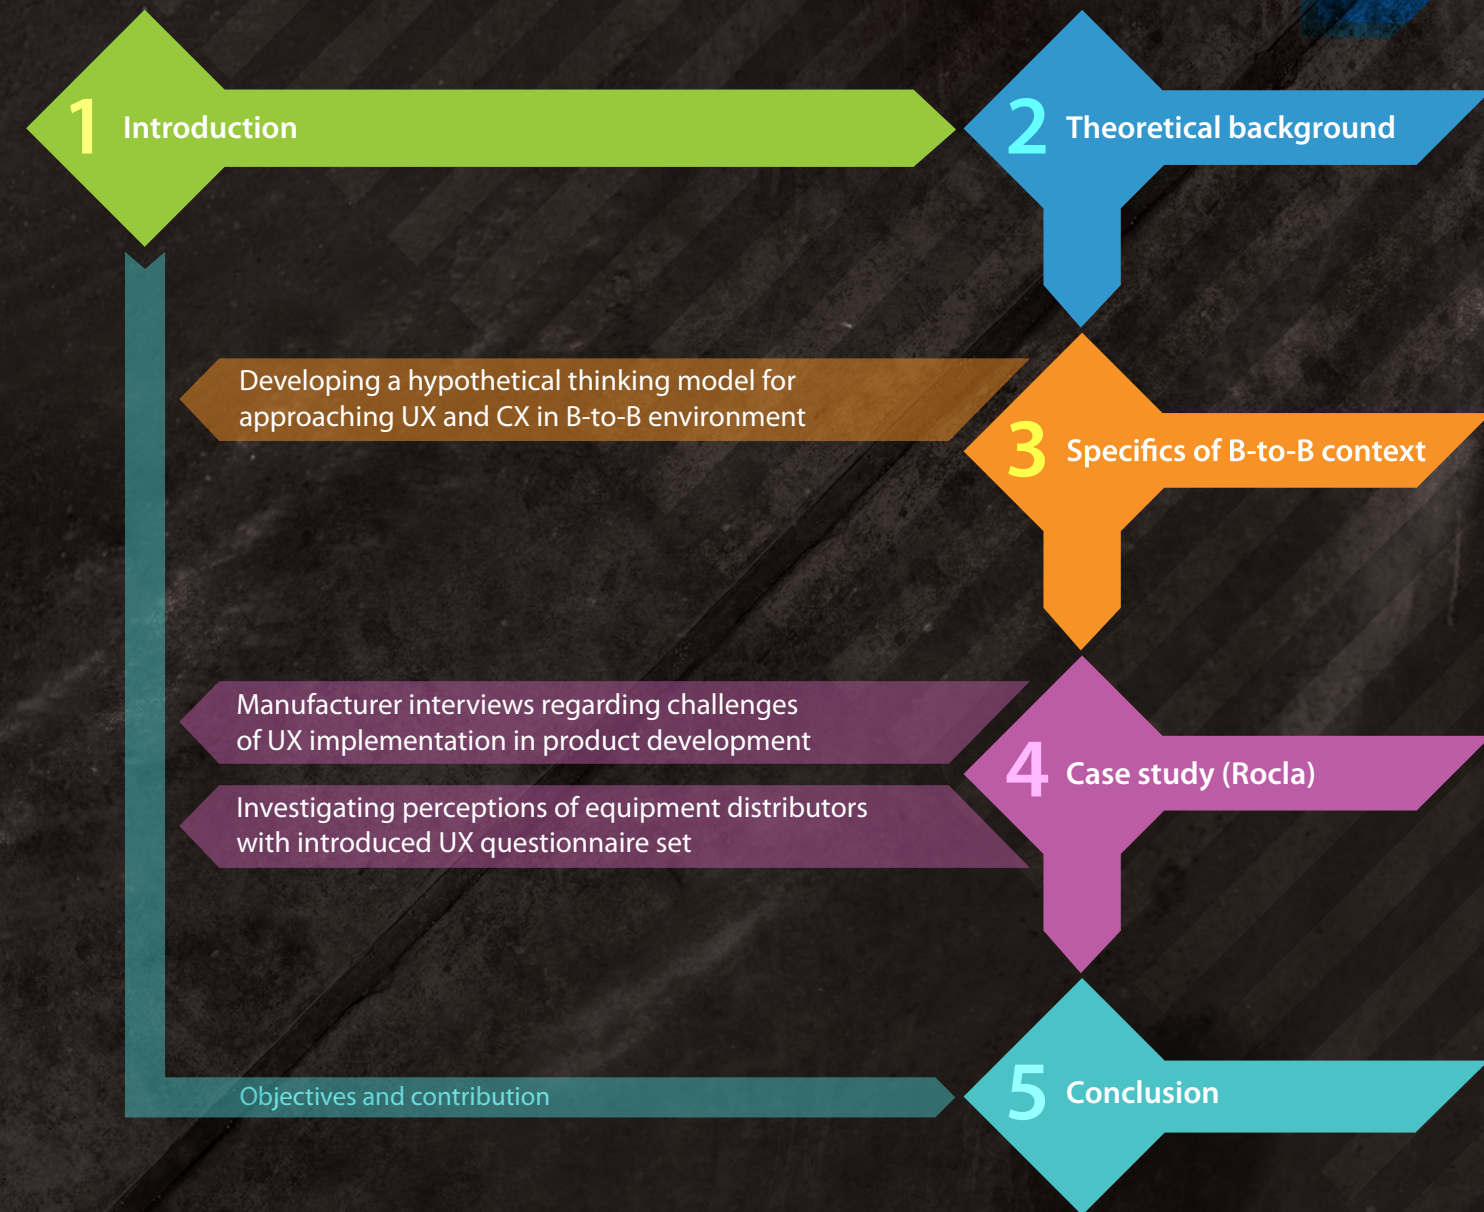 1 Introduction
2 Theoretical background
Developing a hypothetical thinking model for
approaching UX and CX in B-to-B environment
3 Specifics of B-to-B context
Manufacturer interviews regarding challenges
of UX implementation in product development
4 Case study (Rocla)
Investigating perceptions of equipment distributors
with introduced UX questionnaire set
Objectives and contribution
5 Conclusion